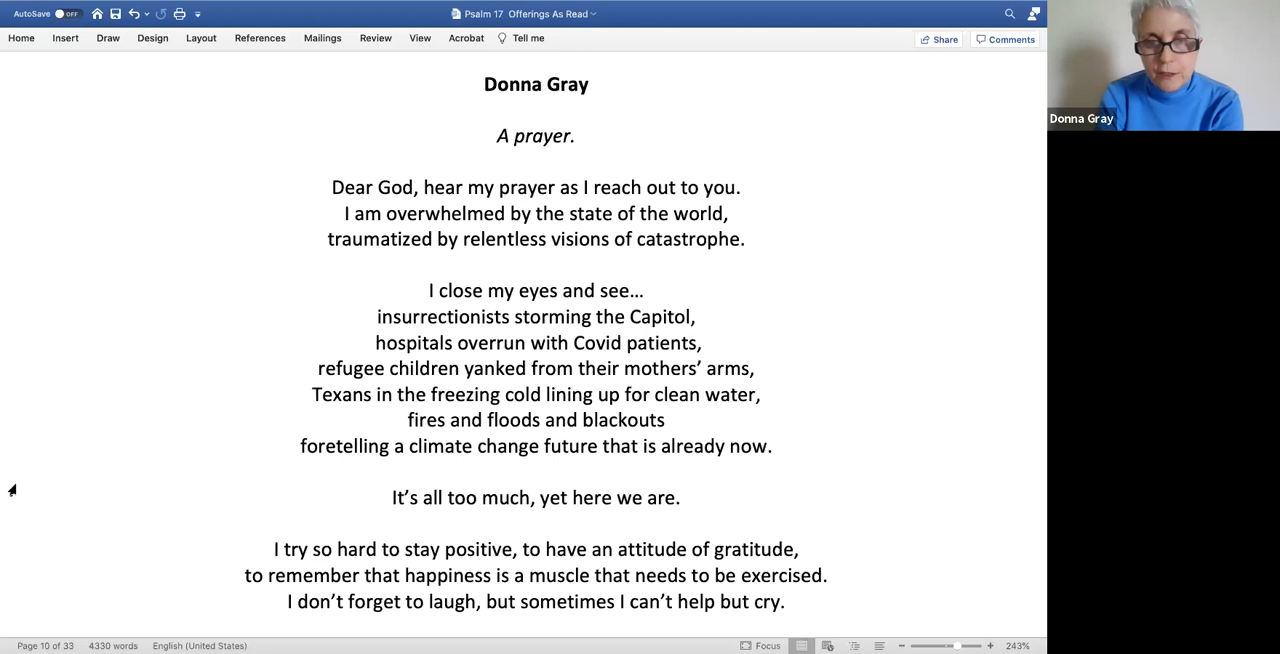 AutoSave OFF
Psalm 17 Offerings As Read
Home Insert Draw Design Layout References Mailings Review View Acrobat Tell me
Share Comments
Donna Gray
Donna Gray
A prayer.
Dear God, hear my prayer as I reach out to you.
I am overwhelmed by the state of the world,
traumatized by relentless visions of catastrophe.
I close my eyes and see…
insurrectionists storming the Capitol,
hospitals overrun with Covid patients,
refugee children yanked from their mothers’ arms,
Texans in the freezing cold lining up for clean water,
fires and floods and blackouts
foretelling a climate change future that is already now.
It’s all too much, yet here we are.
I try so hard to stay positive, to have an attitude of gratitude,
to remember that happiness is a muscle that needs to be exercised.
I don’t forget to laugh, but sometimes I can’t help but cry.
Page 10 of 33 4330 words English (United States) Focus 243%